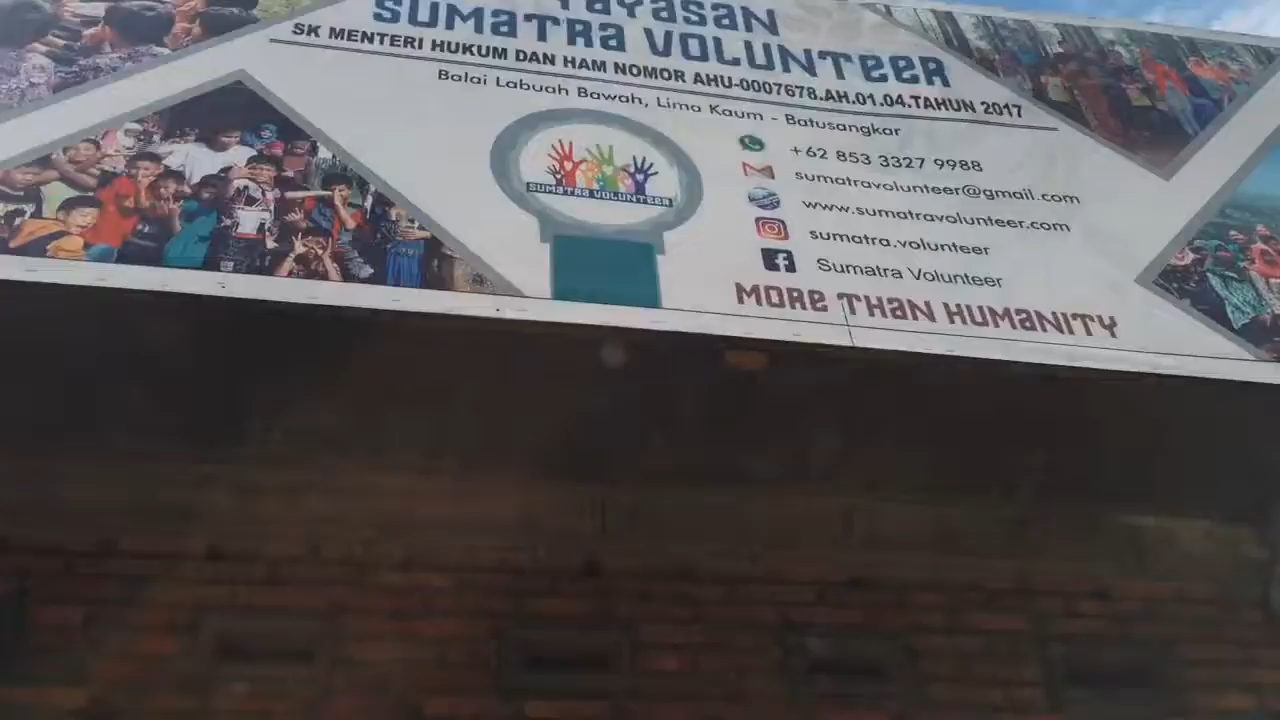 YAYASAN
SUMATRA VOLUNTEER
SK MENTERI HUKUM DAN HAM NOMOR AHU-0007678.AH.01.04.TAHUN 2017
Balai Labuah Bawah, Lima Kaum - Batusangkar
SUMATRA VOLUNTEER
+62 853 3327 9988
sumatravolunteer@gmail.com
www.sumatravolunteer.com
sumatra.volunteer
Sumatra Volunteer
MORE THAN HUMANITY